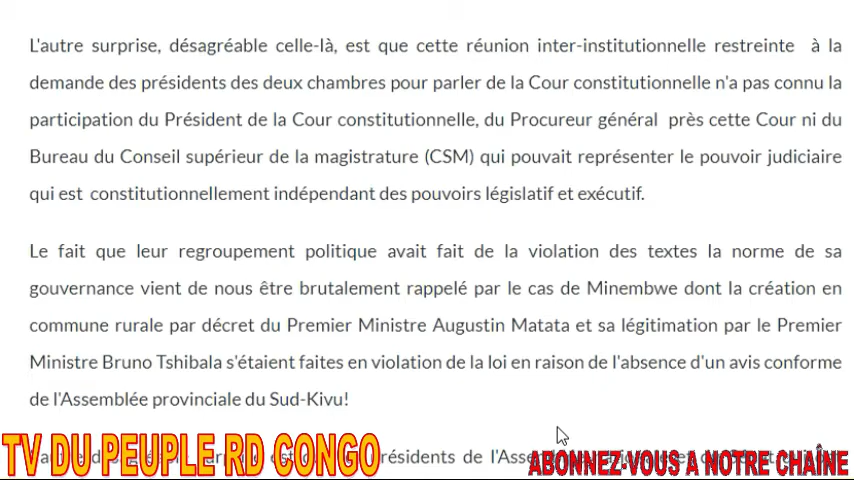 L'autre surprise, désagréable celle-là, est que cette réunion inter-institutionnelle restreinte à la
demande des présidents des deux chambres pour parler de la Cour constitutionnelle n'a pas connu la
participation du Président de la Cour constitutionnelle, du Procureur général près cette Cour ni du
Bureau du Conseil supérieur de la magistrature (CSM) qui pouvait représenter le pouvoir judiciaire
qui est constitutionnellement indépendant des pouvoirs législatif et exécutif.
Le fait que leur regroupement politique avait fait de la violation des textes la norme de sa
gouvernance vient de nous être brutalement rappelé par le cas de Minembwe dont la création en
commune rurale par décret du Premier Ministre Augustin Matata et sa légitimation par le Premier
Ministre Bruno Tshibala s'étaient faites en violation de la loi en raison de l'absence d'un avis conforme
de l'Assemblée provinciale du Sud-Kivu!
présidents de
TV DU PEUPLE RD CONGO
ABONNEZ-VOUS A NOTRE CHAÎNE